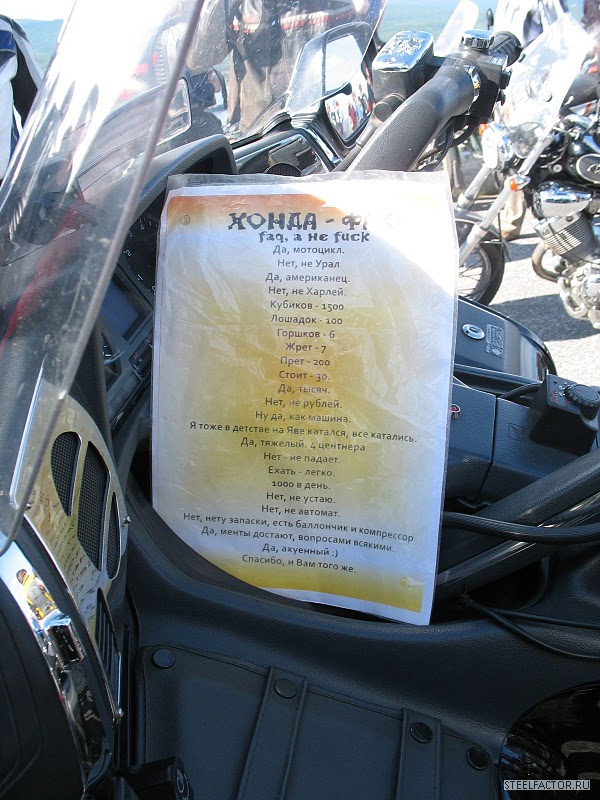 ХОНДА -
faq, а не fuck
Да, мотоцикл.
Нет, не Урал
Да, американец.
Нет, не Харлей.
Кубиков - 1500
Лошадок - 100
Горшков - 6
Жрет - 7
Прет - 200
Стоит - 30.
Да, тысяч.
Нет, не рублей.
Ну да, как машина.
Я тоже в детстве на Яве катался, все катались.
Да, тяжелый. 4 центнера
Нет - не падает.
Ехать - легко.
1000 в день.
Нет, не устаю.
Нет, не автомат.
Нет, нету запаски, есть баллончик и компрессор
Да, менты достают, вопросами всякими..
Да, ахуенный :)
Спасибо, и Вам того же.
STEELFACTOR.RU